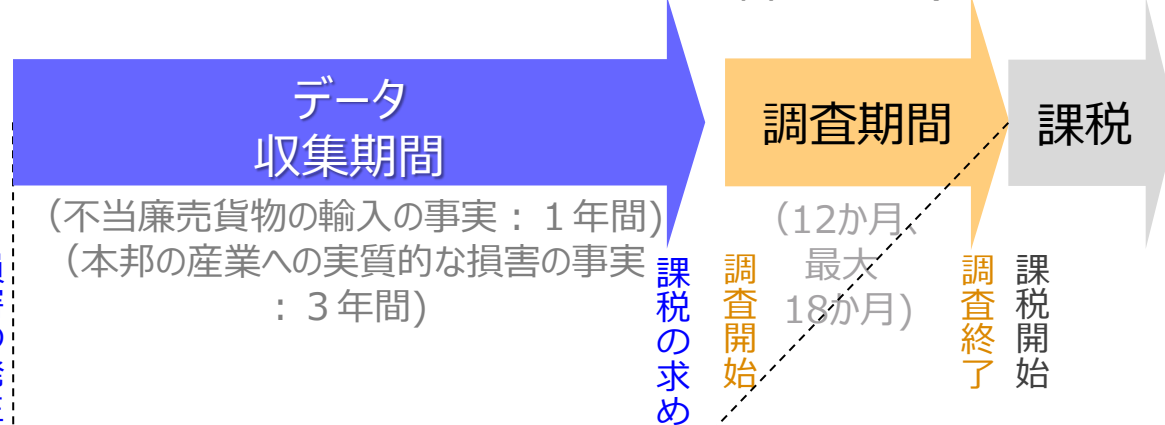 データ
収集期間
調査期間
課税
（不当廉売貨物の輸入の事実：１年間)
（本邦の産業への実質的な損害の事実
：３年間)
（12か月、
最大
18か月)
課税の求め
調査開始
調査終了
課税開始